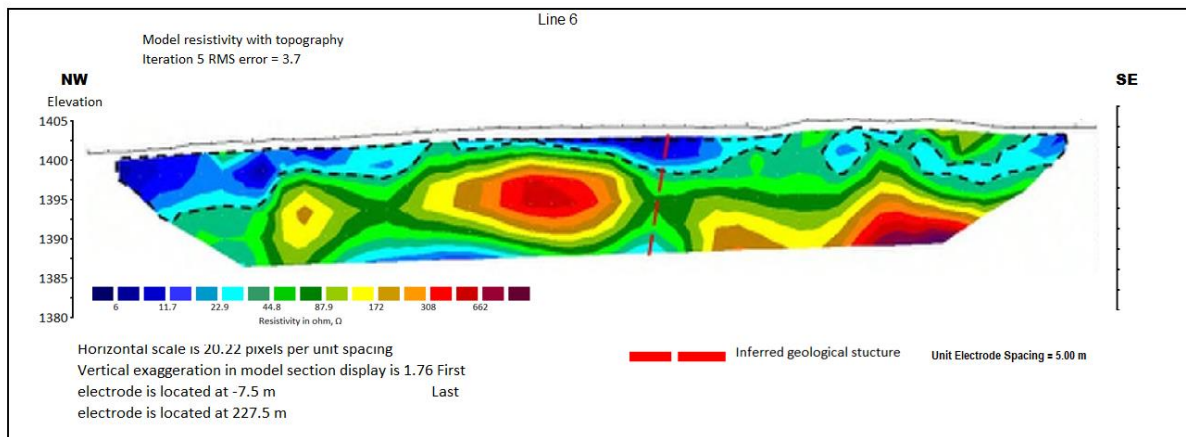 Line 6
Model resistivity with topography
Iteration 5 RMS error = 3.7
NW
SE
Elevation
1405
1400
1395
1390
1385
1380
6 11.7 22.9 44.8 87.9 172 308 662
Resistivity in ohm, Ω
Horizontal scale is 20.22 pixels per unit spacing
Vertical exaggeration in model section display is 1.76 First
electrode is located at -7.5 m Last
electrode is located at 227.5 m
Inferred geological stucture
Unit Electrode Spacing = 5.00 m